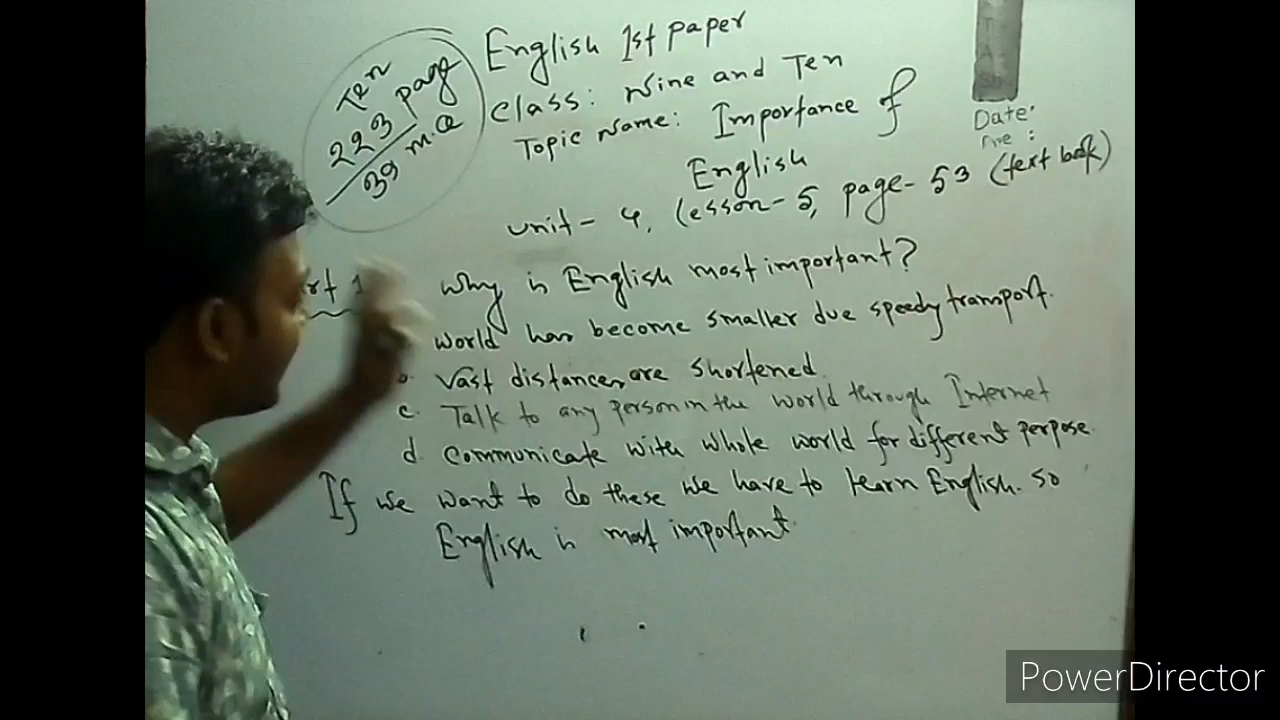 English 1st paper
Class: Nine and Ten
Topic Name: Importance of
English
unit - 4, Lesson - 5, page - 53 (text book)
Ten
223 page
39 m.a
Date:
1
why is English most important?
world has become smaller due speedy transport.
Vast distances are shortened.
c. Talk to any person in the world through Internet
d. Communicate with whole world for different perpose.
If we want to do these we have to learn English. so
English is most important.
PowerDirector